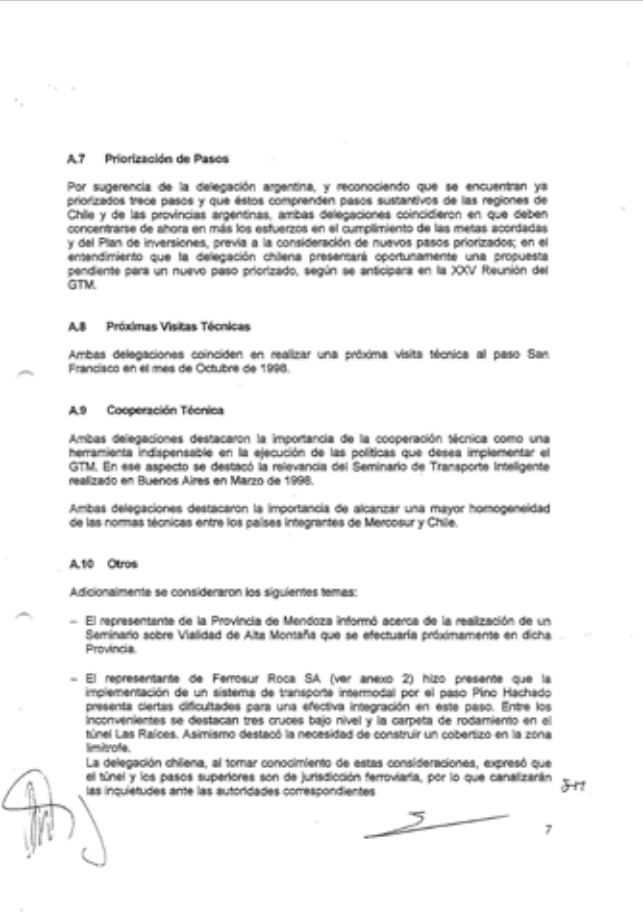 A.7 Priorización de Pasos
Por sugerencia de la delegación argentina, y reconociendo que se encuentran ya
priorizados trece pasos y que éstos comprenden pasos sustantivos de las regiones de
Chile y de las provincias argentinas, ambas delegaciones coincidieron en que deben
concentrarse de ahora en más los esfuerzos en el cumplimiento de las metas acordadas
y del Plan de inversiones, previa a la consideración de nuevos pasos priorizados; en el
entendimiento que la delegación chilena presentará oportunamente una propuesta
pendiente para un nuevo paso priorizado, según se anticipara en la XXV Reunión del
GTM.
A.8 Próximas Visitas Técnicas
Ambas delegaciones coinciden en realizar una próxima visita técnica al paso San
Francisco en el mes de Octubre de 1998.
A.9 Cooperación Técnica
Ambas delegaciones destacaron la importancia de la cooperación técnica como una
herramienta indispensable en la ejecución de las políticas que desea implementar el
GTM. En ese aspecto se destacó la relevancia del Seminario de Transporte Inteligente
realizado en Buenos Aires en Marzo de 1998.
Ambas delegaciones destacaron la importancia de alcanzar una mayor homogeneidad
de las normas técnicas entre los países integrantes de Mercosur y Chile.
A.10 Otros
Adicionalmente se consideraron los siguientes temas:
– El representante de la Provincia de Mendoza informó acerca de la realización de un
Seminario sobre Vialidad de Alta Montaña que se efectuaría próximamente en dicha
Provincia.
– El representante de Ferrosur Roca SA (ver anexo 2) hizo presente que la
implementación de un sistema de transporte intermodal por el paso Pino Hachado
presenta ciertas dificultades para una efectiva integración en este paso. Entre los
inconvenientes se destacan tres cruces bajo nivel y la carpeta de rodamiento en el
túnel Las Raíces. Asimismo destacó la necesidad de construir un cobertizo en la zona
limítrofe.
La delegación chilena, al tomar conocimiento de estas consideraciones, expresó que
el túnel y los pasos superiores son de jurisdicción ferroviaria, por lo que canalizarán
las inquietudes ante las autoridades correspondientes
7